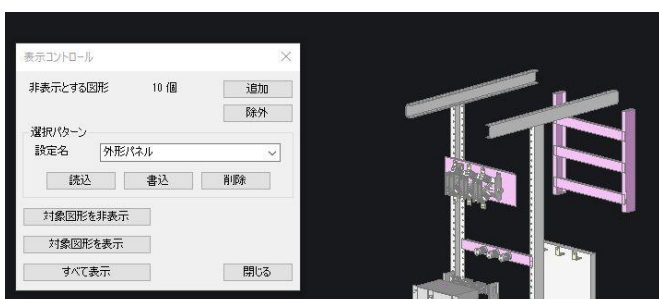 表示コントロール
非表示とする図形 10 個 追加
除外
選択パターン
設定名 外形パネル
読込 書込 削除
対象図形を非表示
対象図形を表示
すべて表示 閉じる